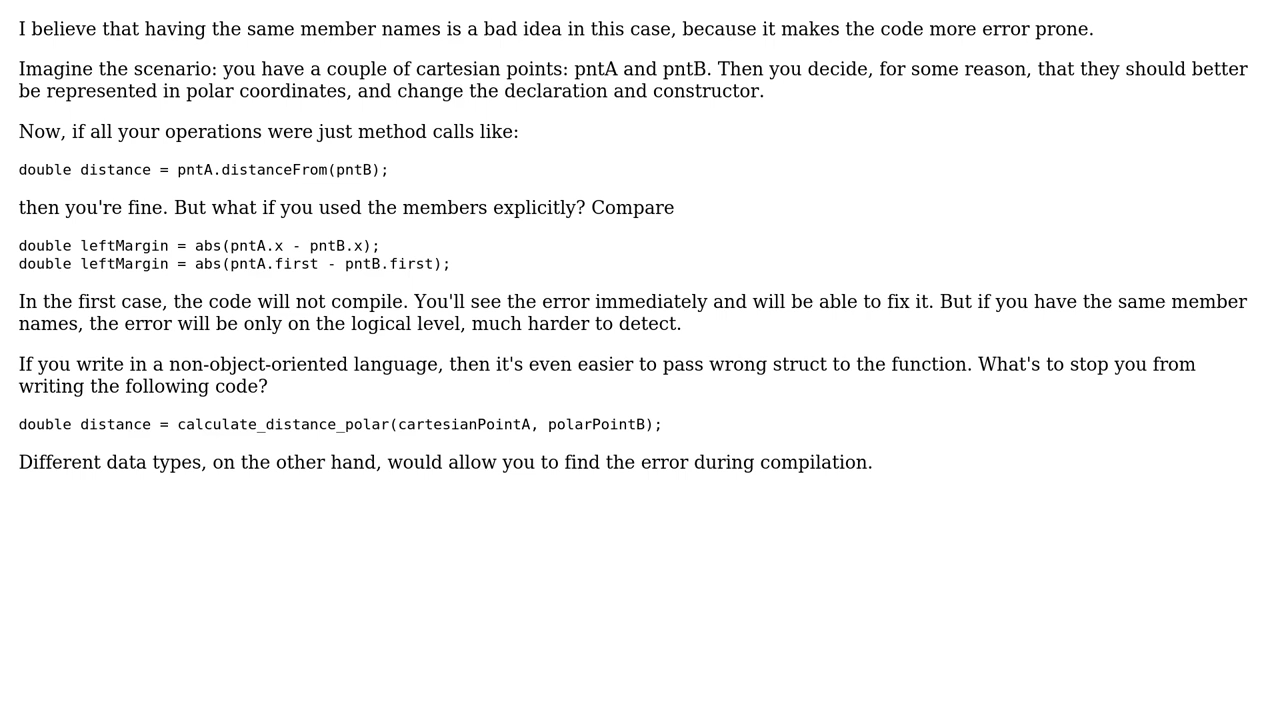 I believe that having the same member names is a bad idea in this case, because it makes the code more error prone.
Imagine the scenario: you have a couple of cartesian points: pntA and pntB. Then you decide, for some reason, that they should better
be represented in polar coordinates, and change the declaration and constructor.
Now, if all your operations were just method calls like:
double distance = pntA.distanceFrom(pntB);
then you're fine. But what if you used the members explicitly? Compare
double leftMargin = abs(pntA.x - pntB.x);
double leftMargin = abs(pntA.first - pntB.first);
In the first case, the code will not compile. You'll see the error immediately and will be able to fix it. But if you have the same member
names, the error will be only on the logical level, much harder to detect.
If you write in a non-object-oriented language, then it's even easier to pass wrong struct to the function. What's to stop you from
writing the following code?
double distance = calculate_distance_polar(cartesianPointA, polarPointB);
Different data types, on the other hand, would allow you to find the error during compilation.